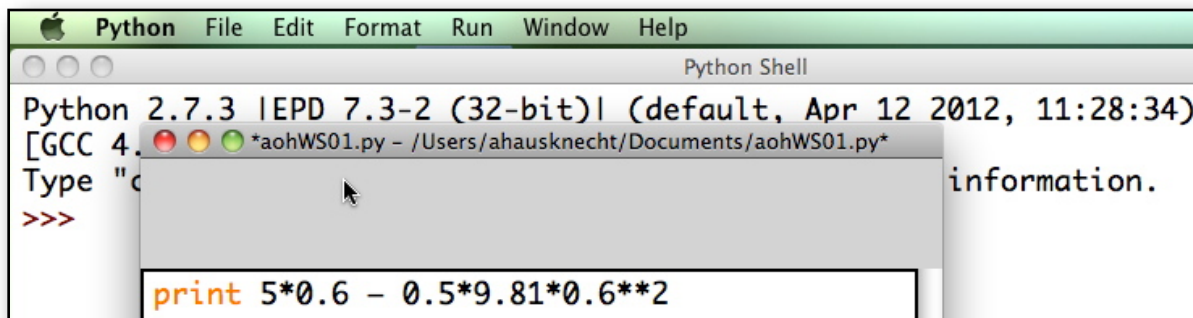 Python File Edit Format Run Window Help
Python Shell
Python 2.7.3 |EPD 7.3-2 (32-bit)| (default, Apr 12 2012, 11:28:34)
[GCC 4.
*aohWS01.py – /Users/ahausknecht/Documents/aohWS01.py*
Type "c information.
>>>
print 5*0.6 – 0.5*9.81*0.6**2